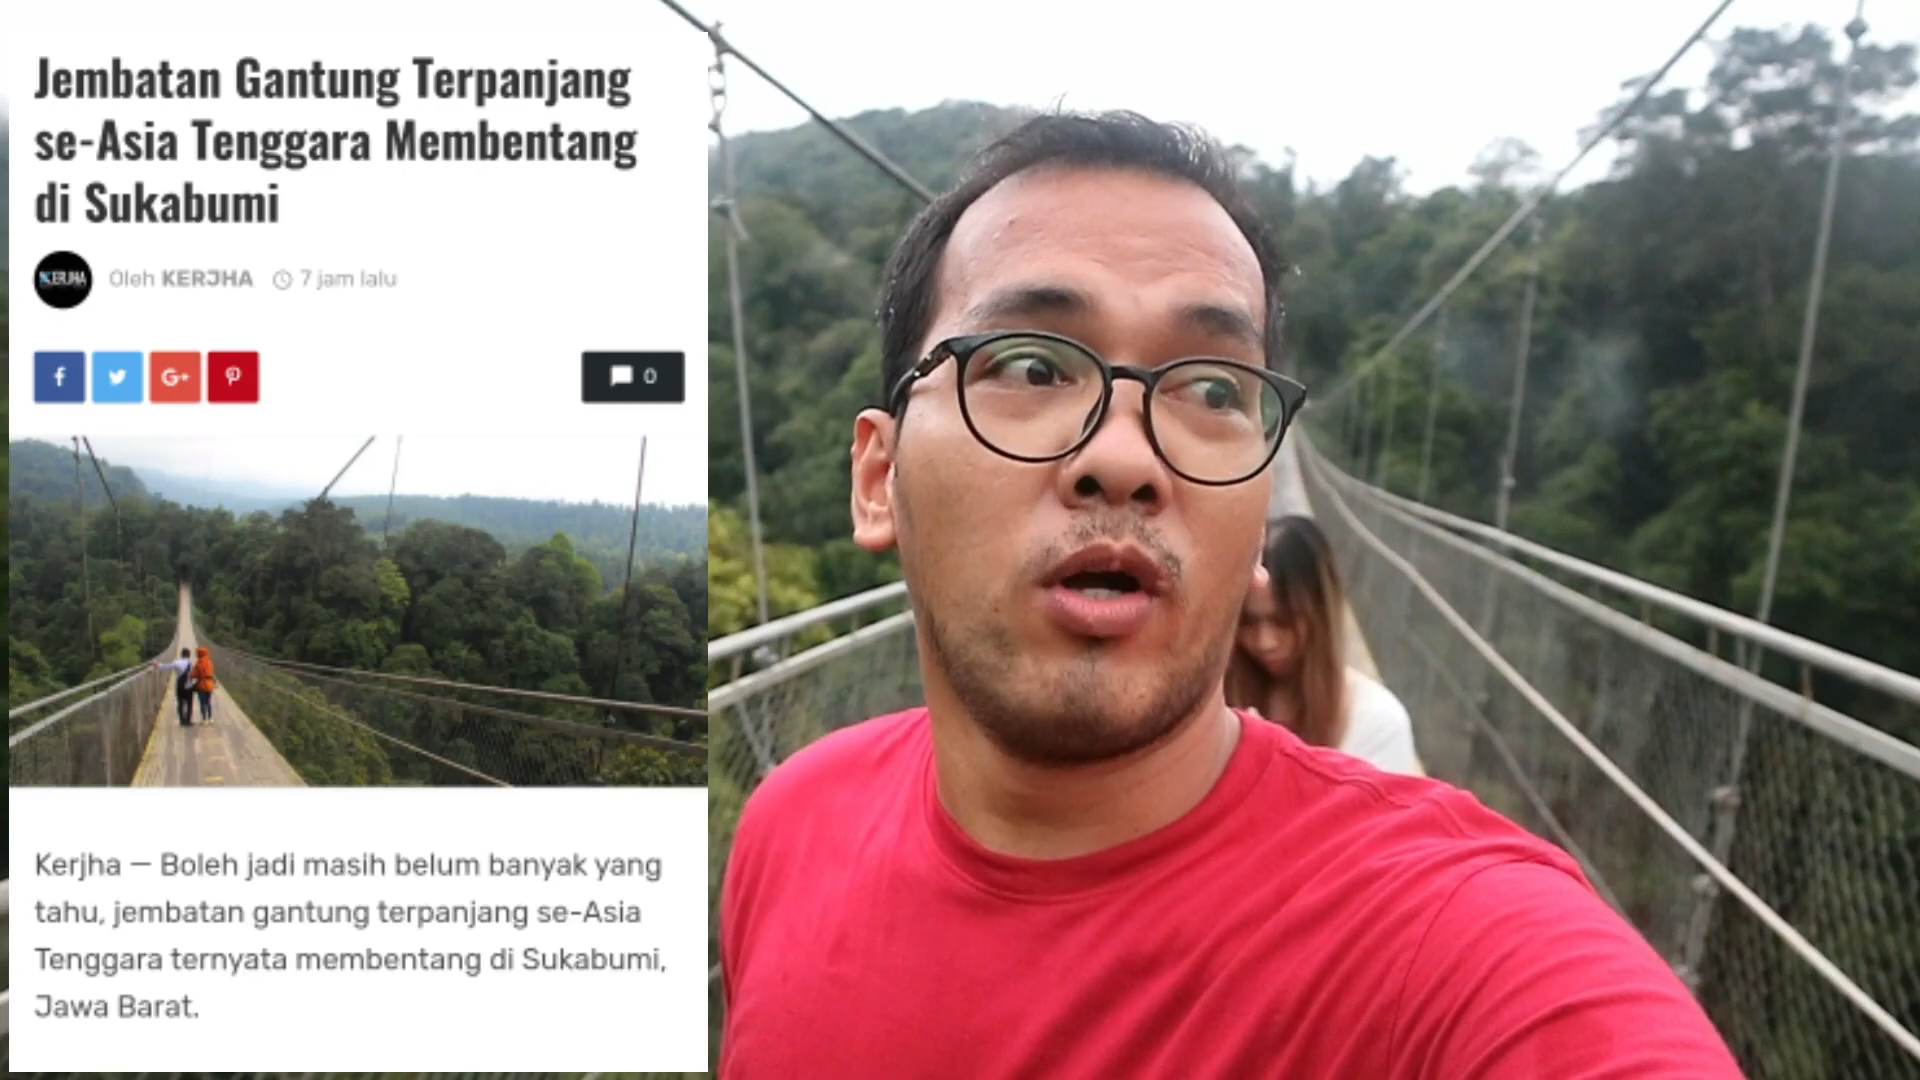 Jembatan Gantung Terpanjang
se-Asia Tenggara Membentang
di Sukabumi
KERJHA
Oleh KERJHA 7 jam lalu
f G+ 0
Kerjha — Boleh jadi masih belum banyak yang
tahu, jembatan gantung terpanjang se-Asia
Tenggara ternyata membentang di Sukabumi,
Jawa Barat.